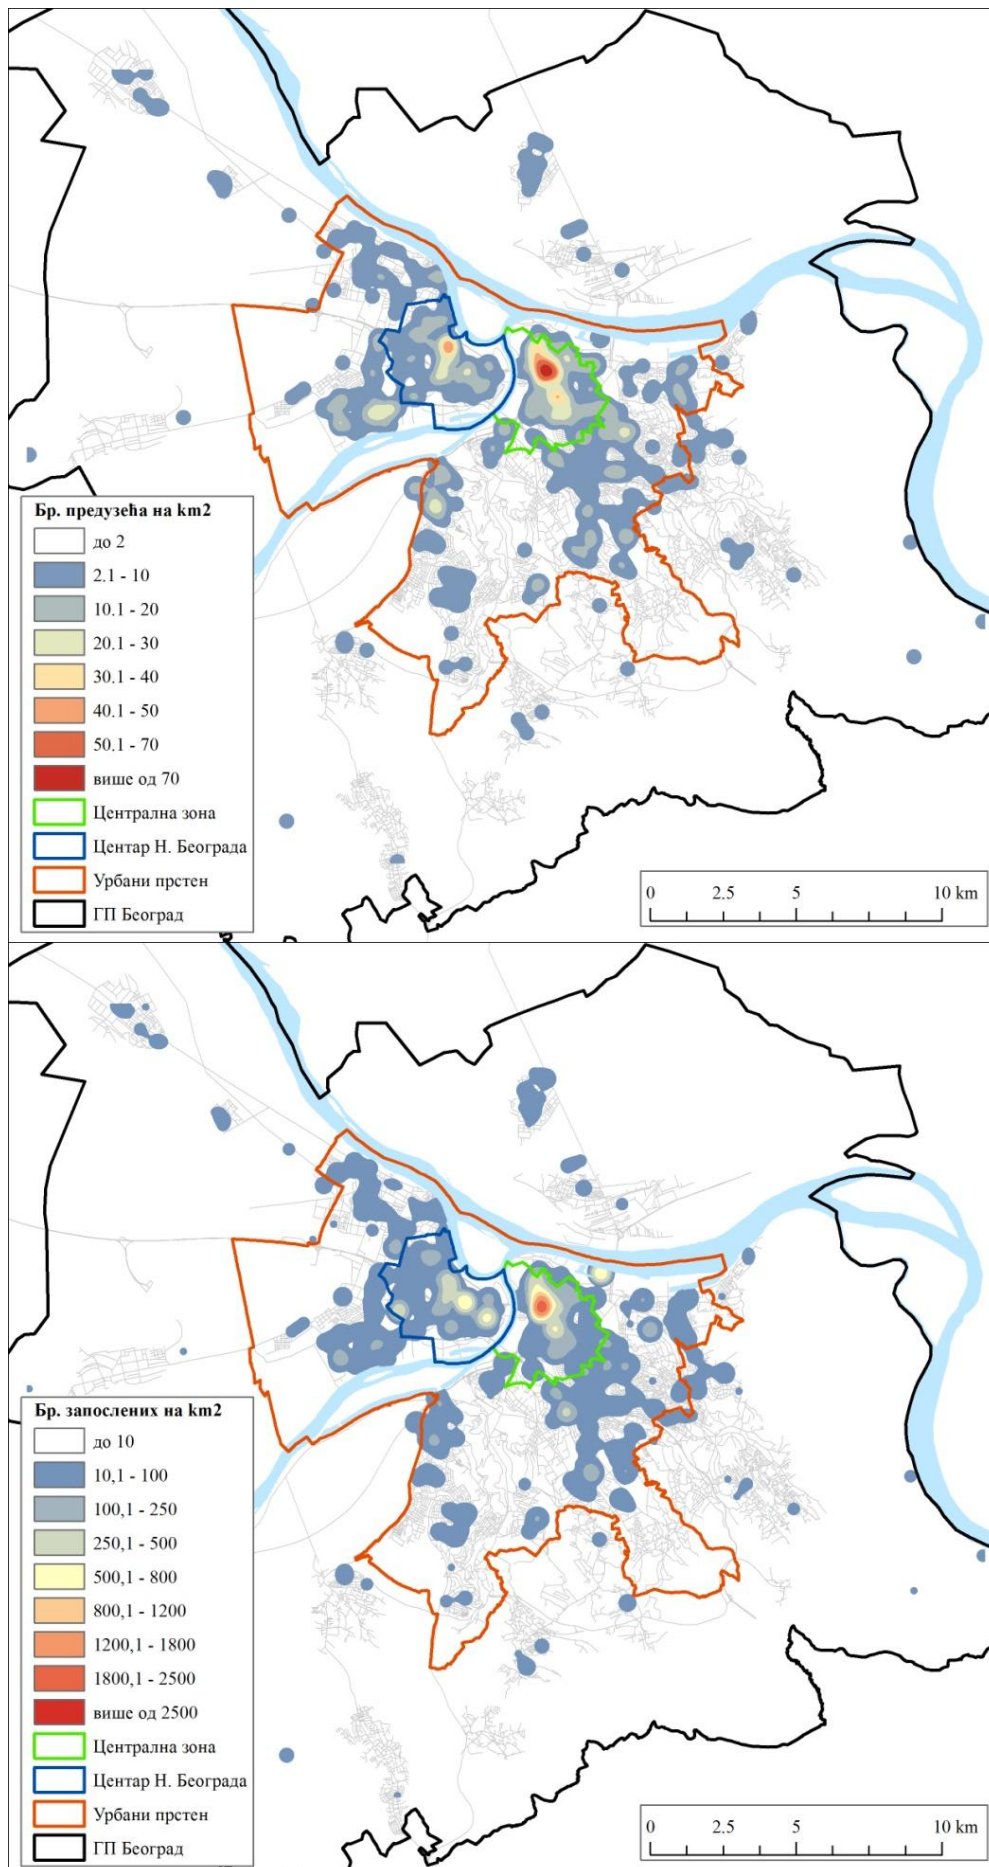 Бр. предузећа на km2
до 2
2.1 - 10
10.1 - 20
20.1 - 30
30.1 - 40
40.1 - 50
50.1 - 70
више од 70
Централна зона
Центар Н. Београда
Урбани прстен
ГП Београд
0 2.5 5 10 km
Бр. запослених на km2
до 10
10,1 - 100
100,1 - 250
250,1 - 500
500,1 - 800
800,1 - 1200
1200,1 - 1800
1800,1 - 2500
више од 2500
Централна зона
Центар Н. Београда
Урбани прстен
ГП Београд
0 2.5 5 10 km